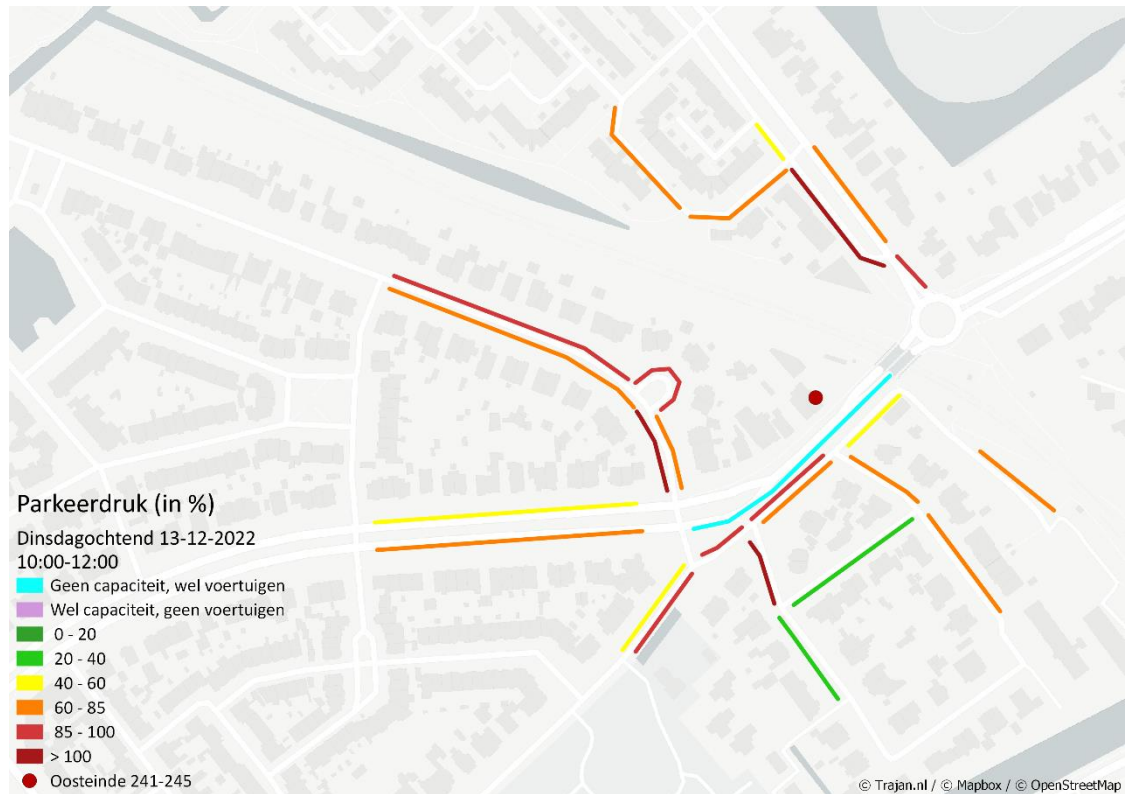 Parkeerdruk (in %)
Dinsdagochtend 13-12-2022
10:00-12:00
Geen capaciteit, wel voertuigen
Wel capaciteit, geen voertuigen
0 - 20
20 - 40
40 - 60
60 - 85
85 - 100
> 100
Oosteinde 241-245
© Trajan.nl / © Mapbox / © OpenStreetMap